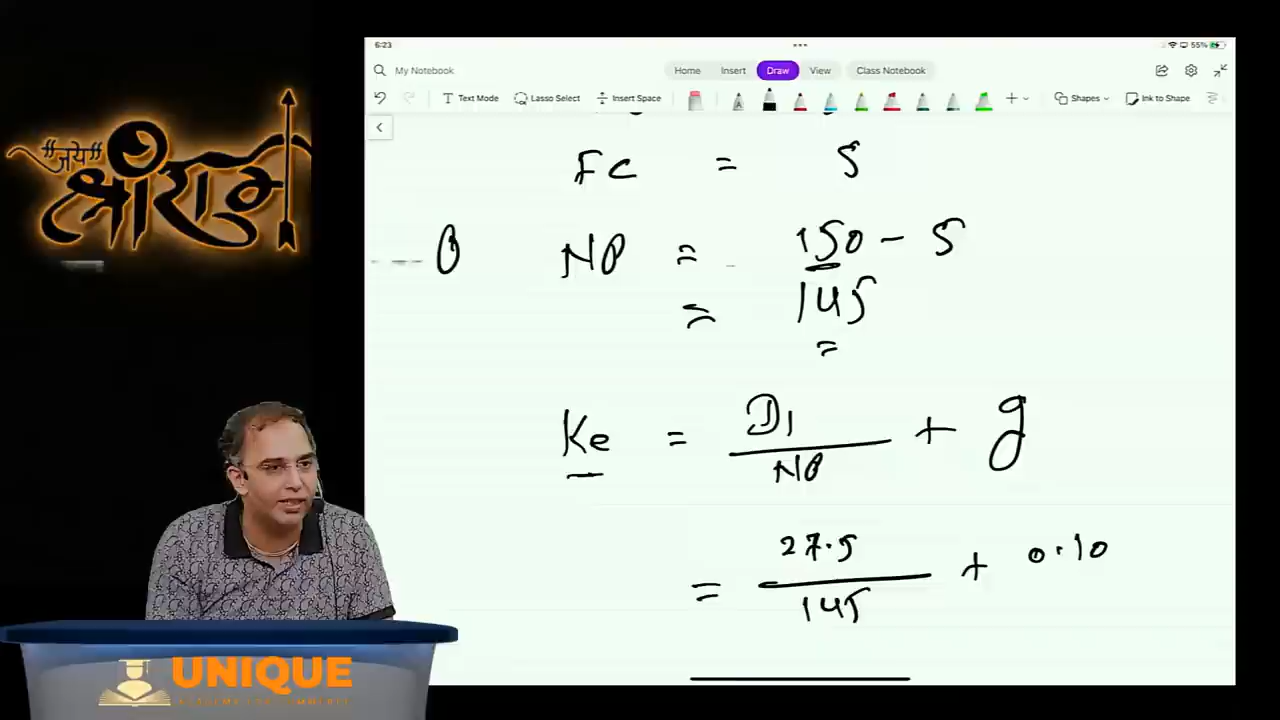 "जय"
श्रीराम
UNIQUE
6:23
55%
My Notebook
Home Insert Draw View Class Notebook
Text Mode Lasso Select Insert Space Shapes Ink to Shape
FC = 5
NP = 150 - 5
= 145
=
Ke = D1 / NP + g
= 27.5 / 145 + 0.10